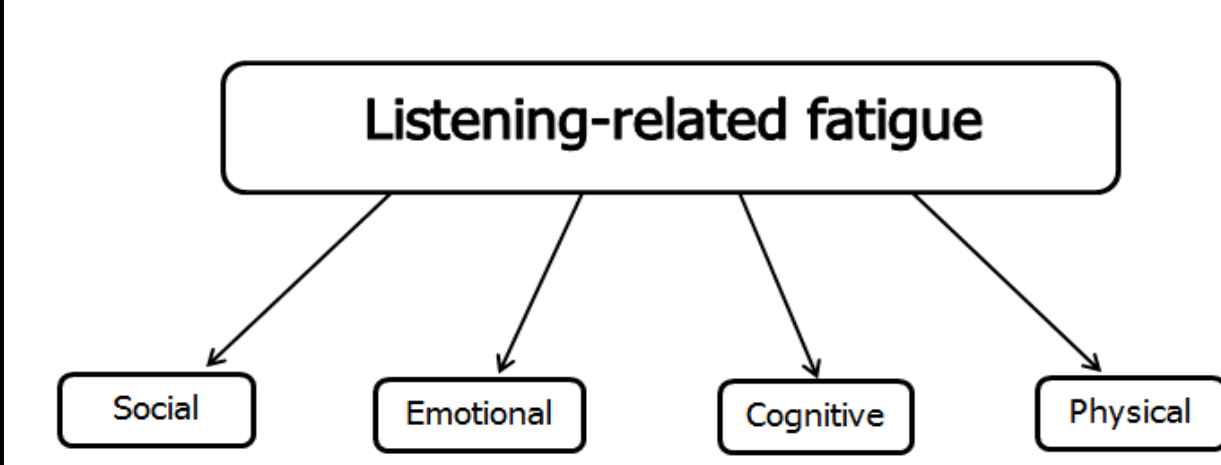 Listening-related fatigue
Social
Emotional
Cognitive
Physical